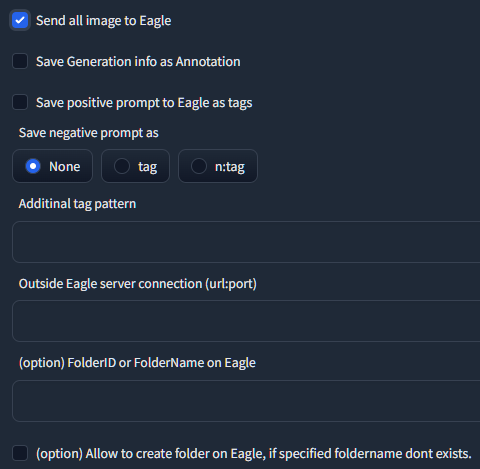 Send all image to Eagle
Save Generation info as Annotation
Save positive prompt to Eagle as tags
Save negative prompt as
None tag n:tag
Additinal tag pattern
Outside Eagle server connection (url:port)
(option) FolderID or FolderName on Eagle
(option) Allow to create folder on Eagle, if specified foldername dont exists.